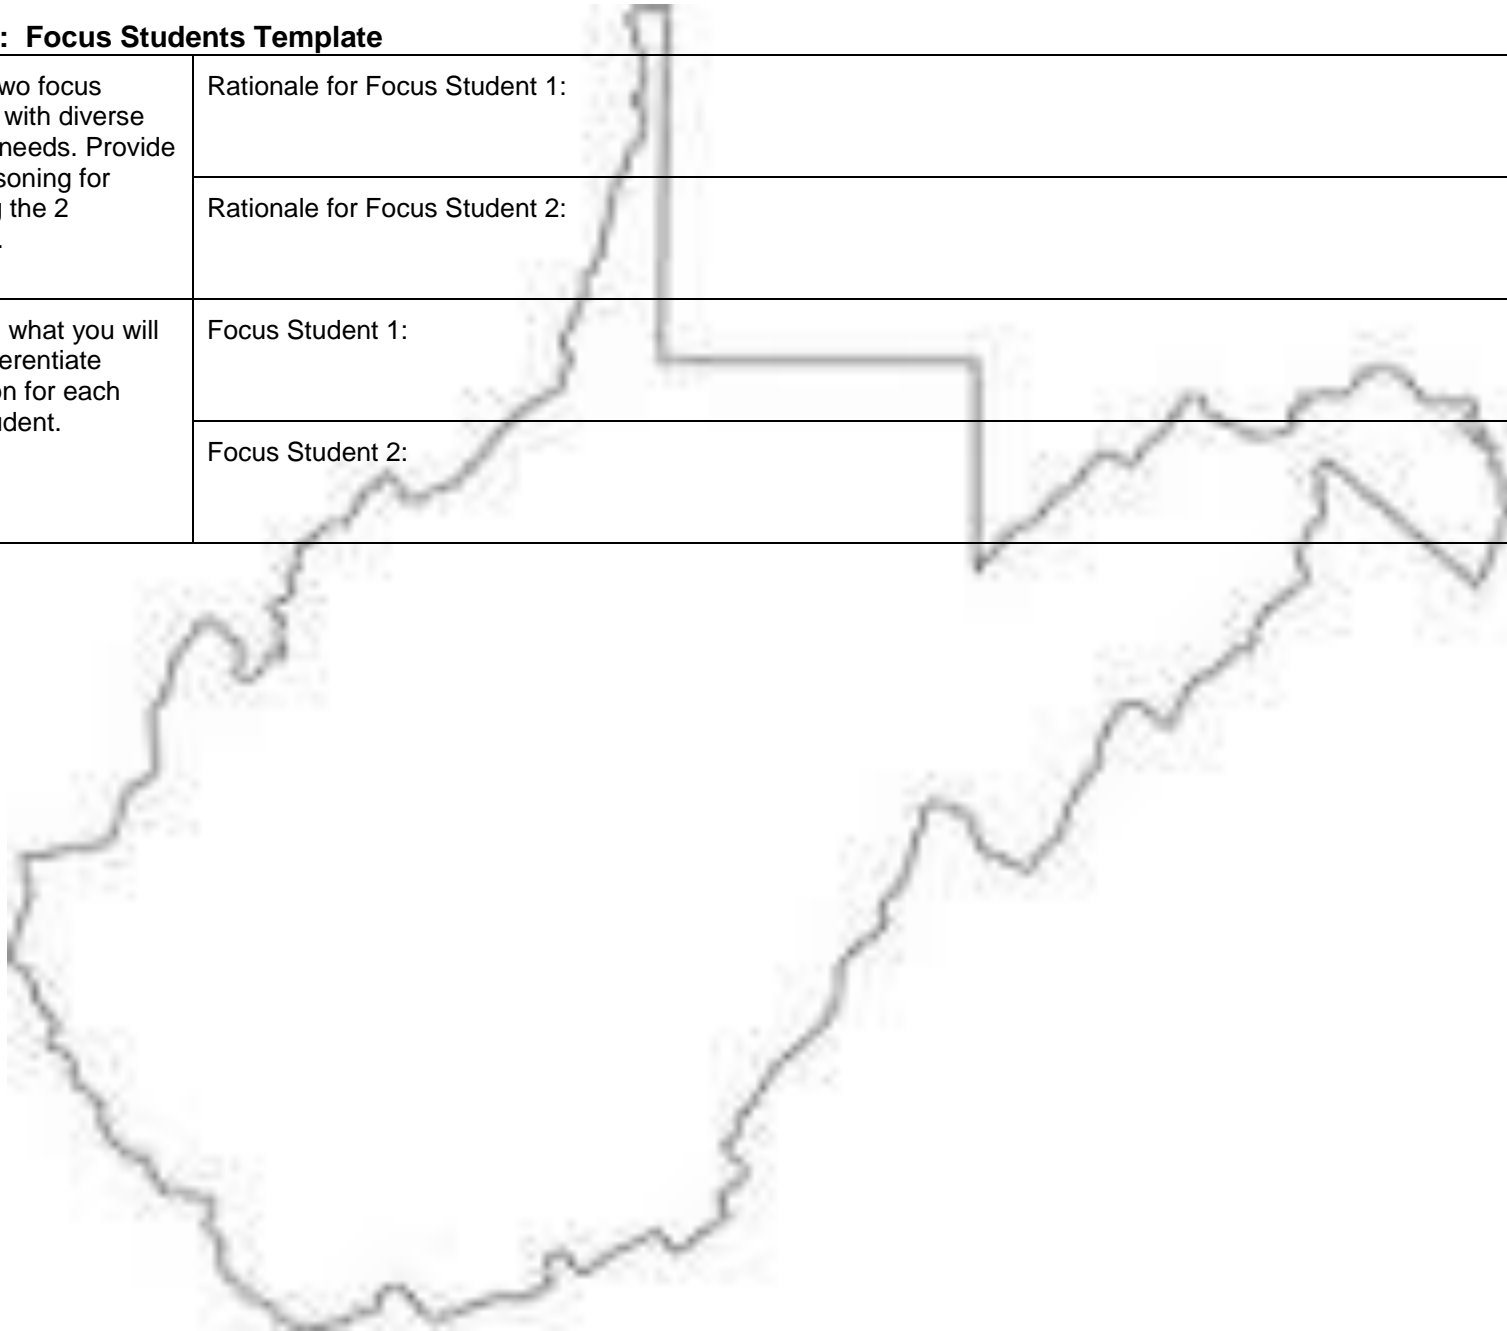 : Focus Students Template
wo focus
with diverse
needs. Provide
soning for
g the 2
.
Rationale for Focus Student 1:
Rationale for Focus Student 2:
what you will
erentiate
on for each
udent.
Focus Student 1:
Focus Student 2: